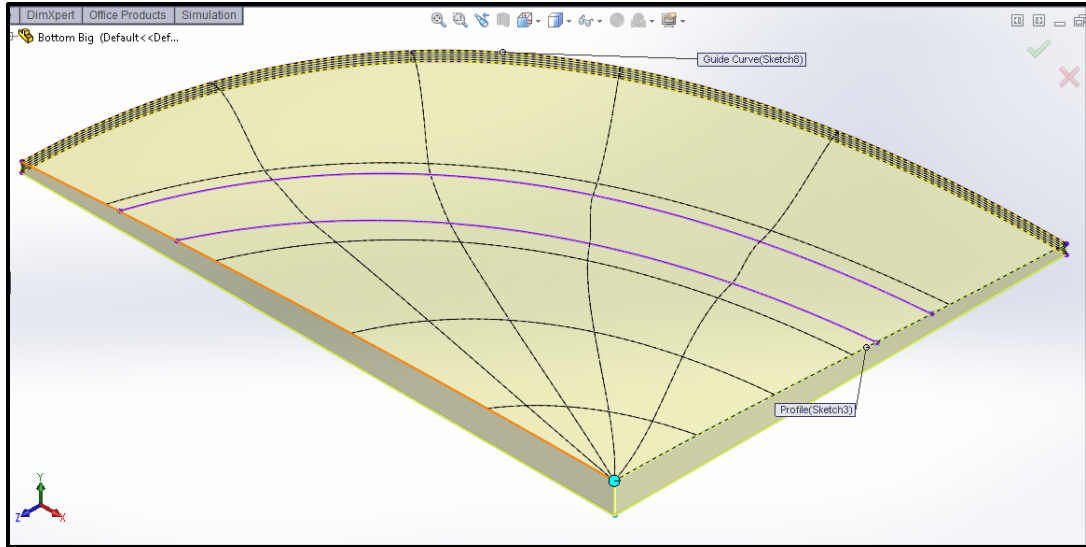 DimXpert Office Products Simulation
Bottom Big (Default<<Def...
Guide Curve(Sketch8)
Profile(Sketch3)
Y
Z
X